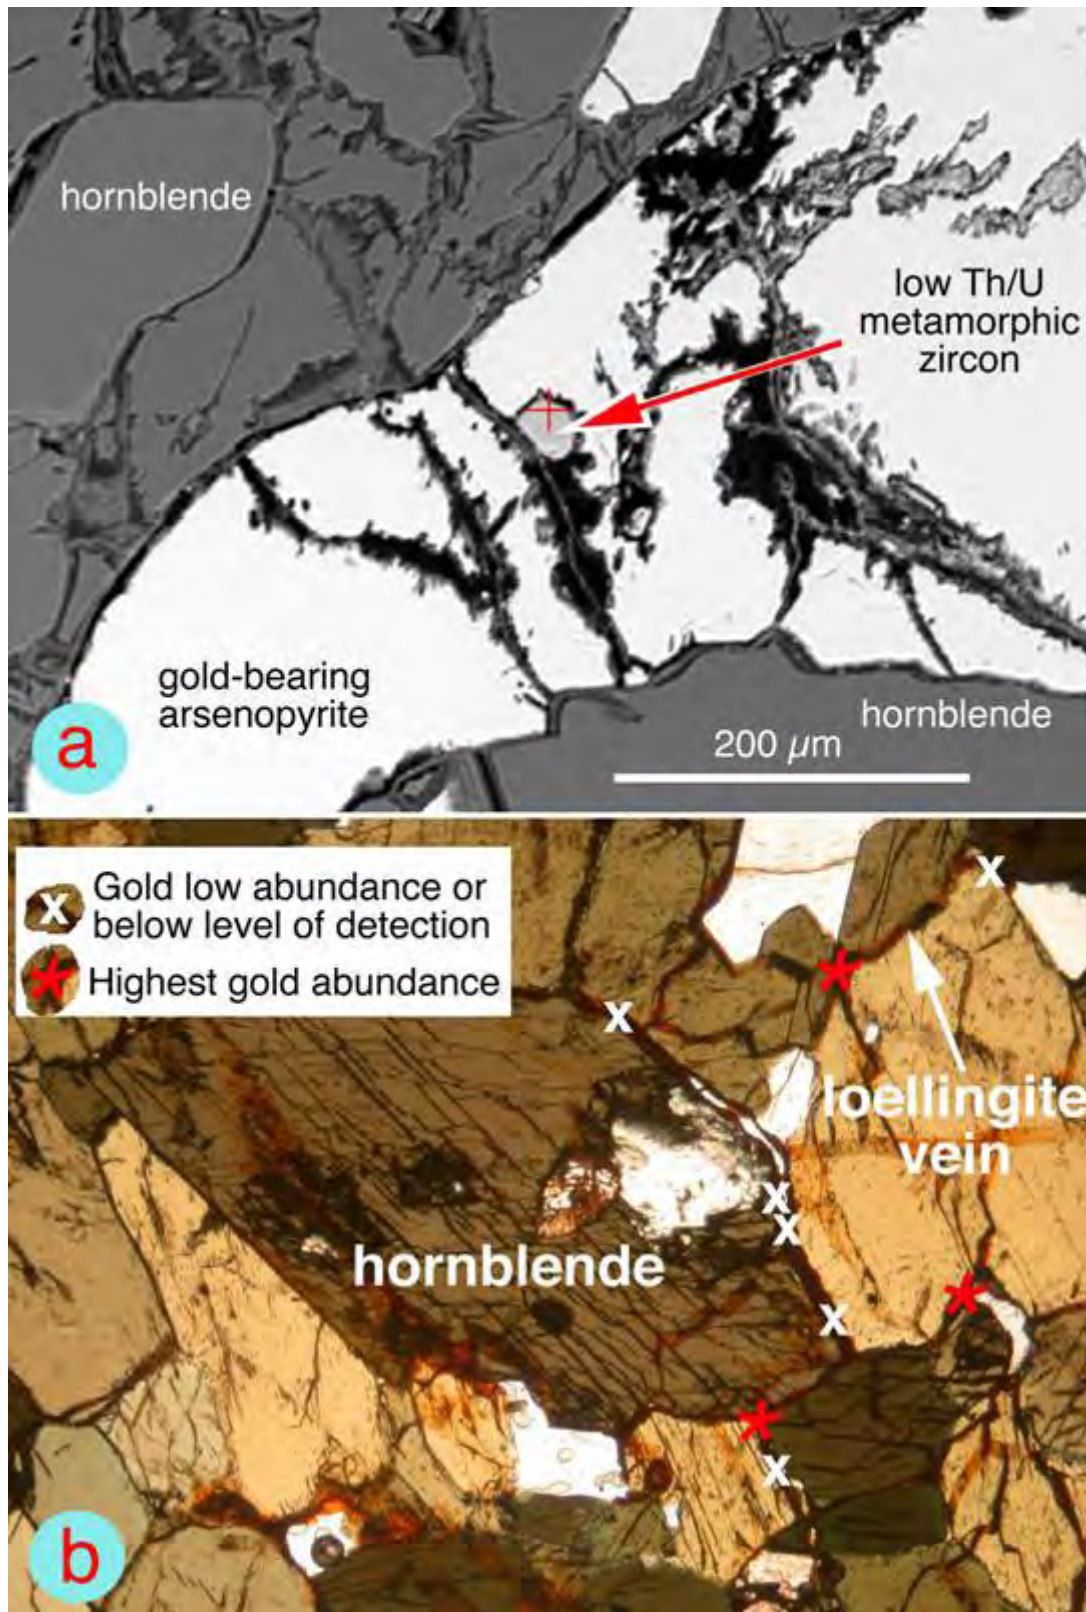 hornblende
low Th/U
metamorphic
zircon
gold-bearing
arsenopyrite
hornblende
200 µm
a
x Gold low abundance or
below level of detection
* Highest gold abundance
x
*
x
loellingite
vein
x
x
hornblende
*
x
*
x
b